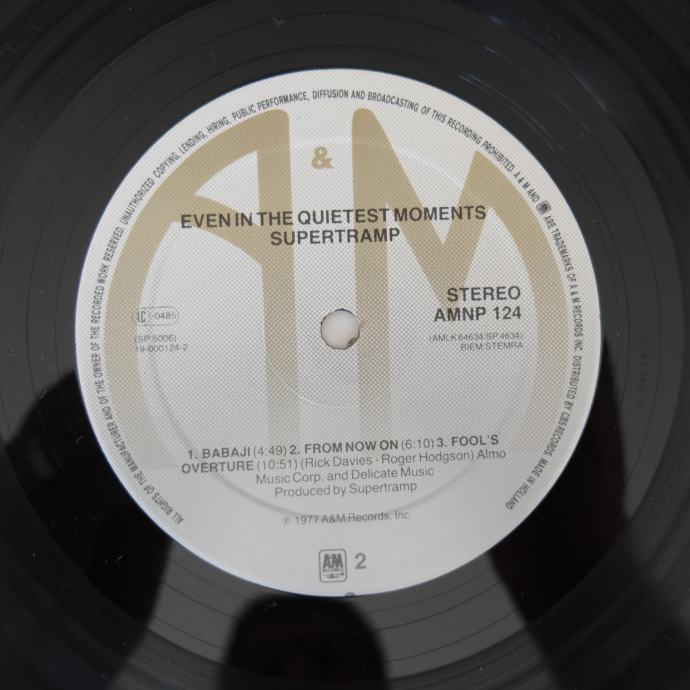 ALL RIGHTS OF THE MANUFACTURER AND OF THE OWNER OF THE RECORDED WORK RESERVED. UNAUTHORIZED COPYING, LENDING, HIRING, PUBLIC PERFORMANCE, DIFFUSION AND BROADCASTING OF THIS RECORDING PROHIBITED. A & M AND ARE TRADEMARKS OF A & M RECORDS INC. DISTRIBUTED BY CBS RECORDS. MADE IN HOLLAND
A & M
EVEN IN THE QUIETEST MOMENTS
SUPERTRAMP
STEREO
AMNP 124
LC 0485
(SP 5006)
19-000124-2
(AMLK 64634/SP 4634)
BIEM STEMRA
1. BABAJI (4:49) 2. FROM NOW ON (6:10) 3. FOOL'S
OVERTURE (10:51) (Rick Davies - Roger Hodgson) Almo
Music Corp. and Delicate Music
Produced by Supertramp
℗ 1977 A&M Records, Inc.
A&M
RECORDS
2